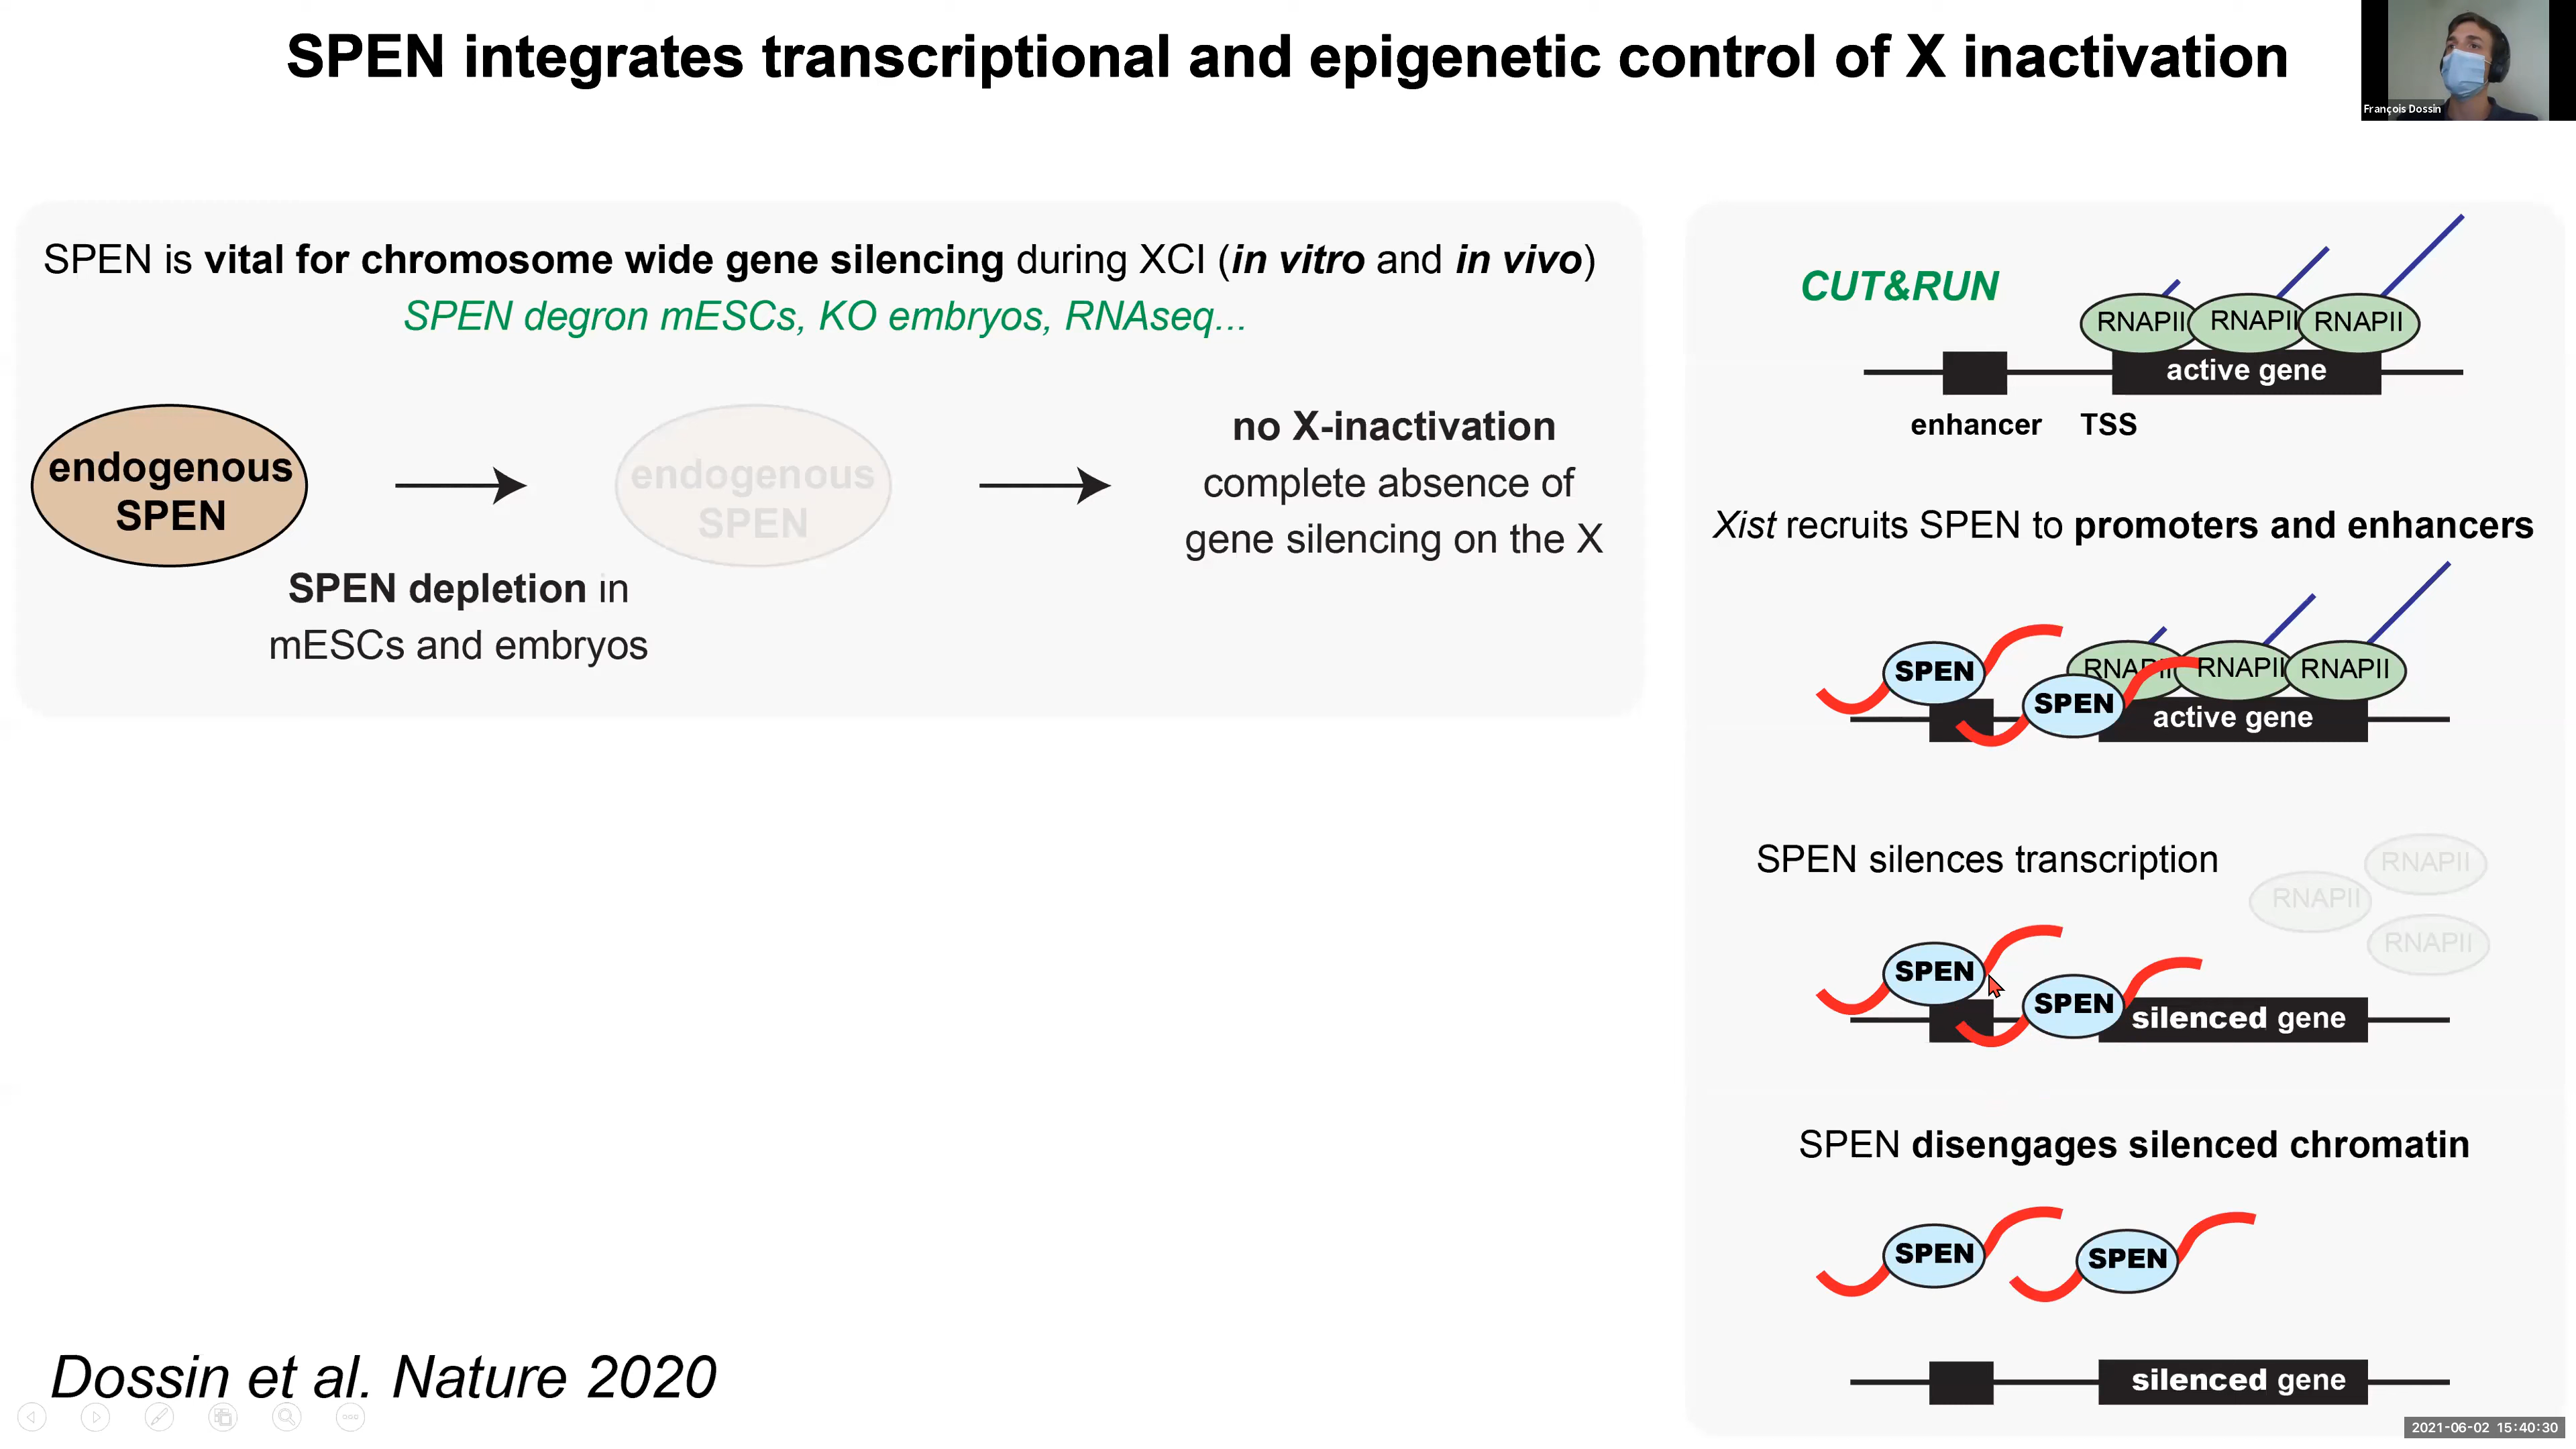 SPEN integrates transcriptional and epigenetic control of X inactivation
François Dossin
SPEN is vital for chromosome wide gene silencing during XCI (in vitro and in vivo)
SPEN degron mESCs, KO embryos, RNAseq...
endogenous
SPEN
endogenous
SPEN
SPEN depletion in
mESCs and embryos
no X-inactivation
complete absence of
gene silencing on the X
CUT&RUN
RNAPII RNAPII RNAPII
active gene
enhancer TSS
Xist recruits SPEN to promoters and enhancers
SPEN RNAPII RNAPII RNAPII
SPEN active gene
SPEN silences transcription
RNAPII
RNAPII
RNAPII
SPEN
SPEN silenced gene
SPEN disengages silenced chromatin
SPEN SPEN
silenced gene
Dossin et al. Nature 2020
2021-06-02 15:40:30